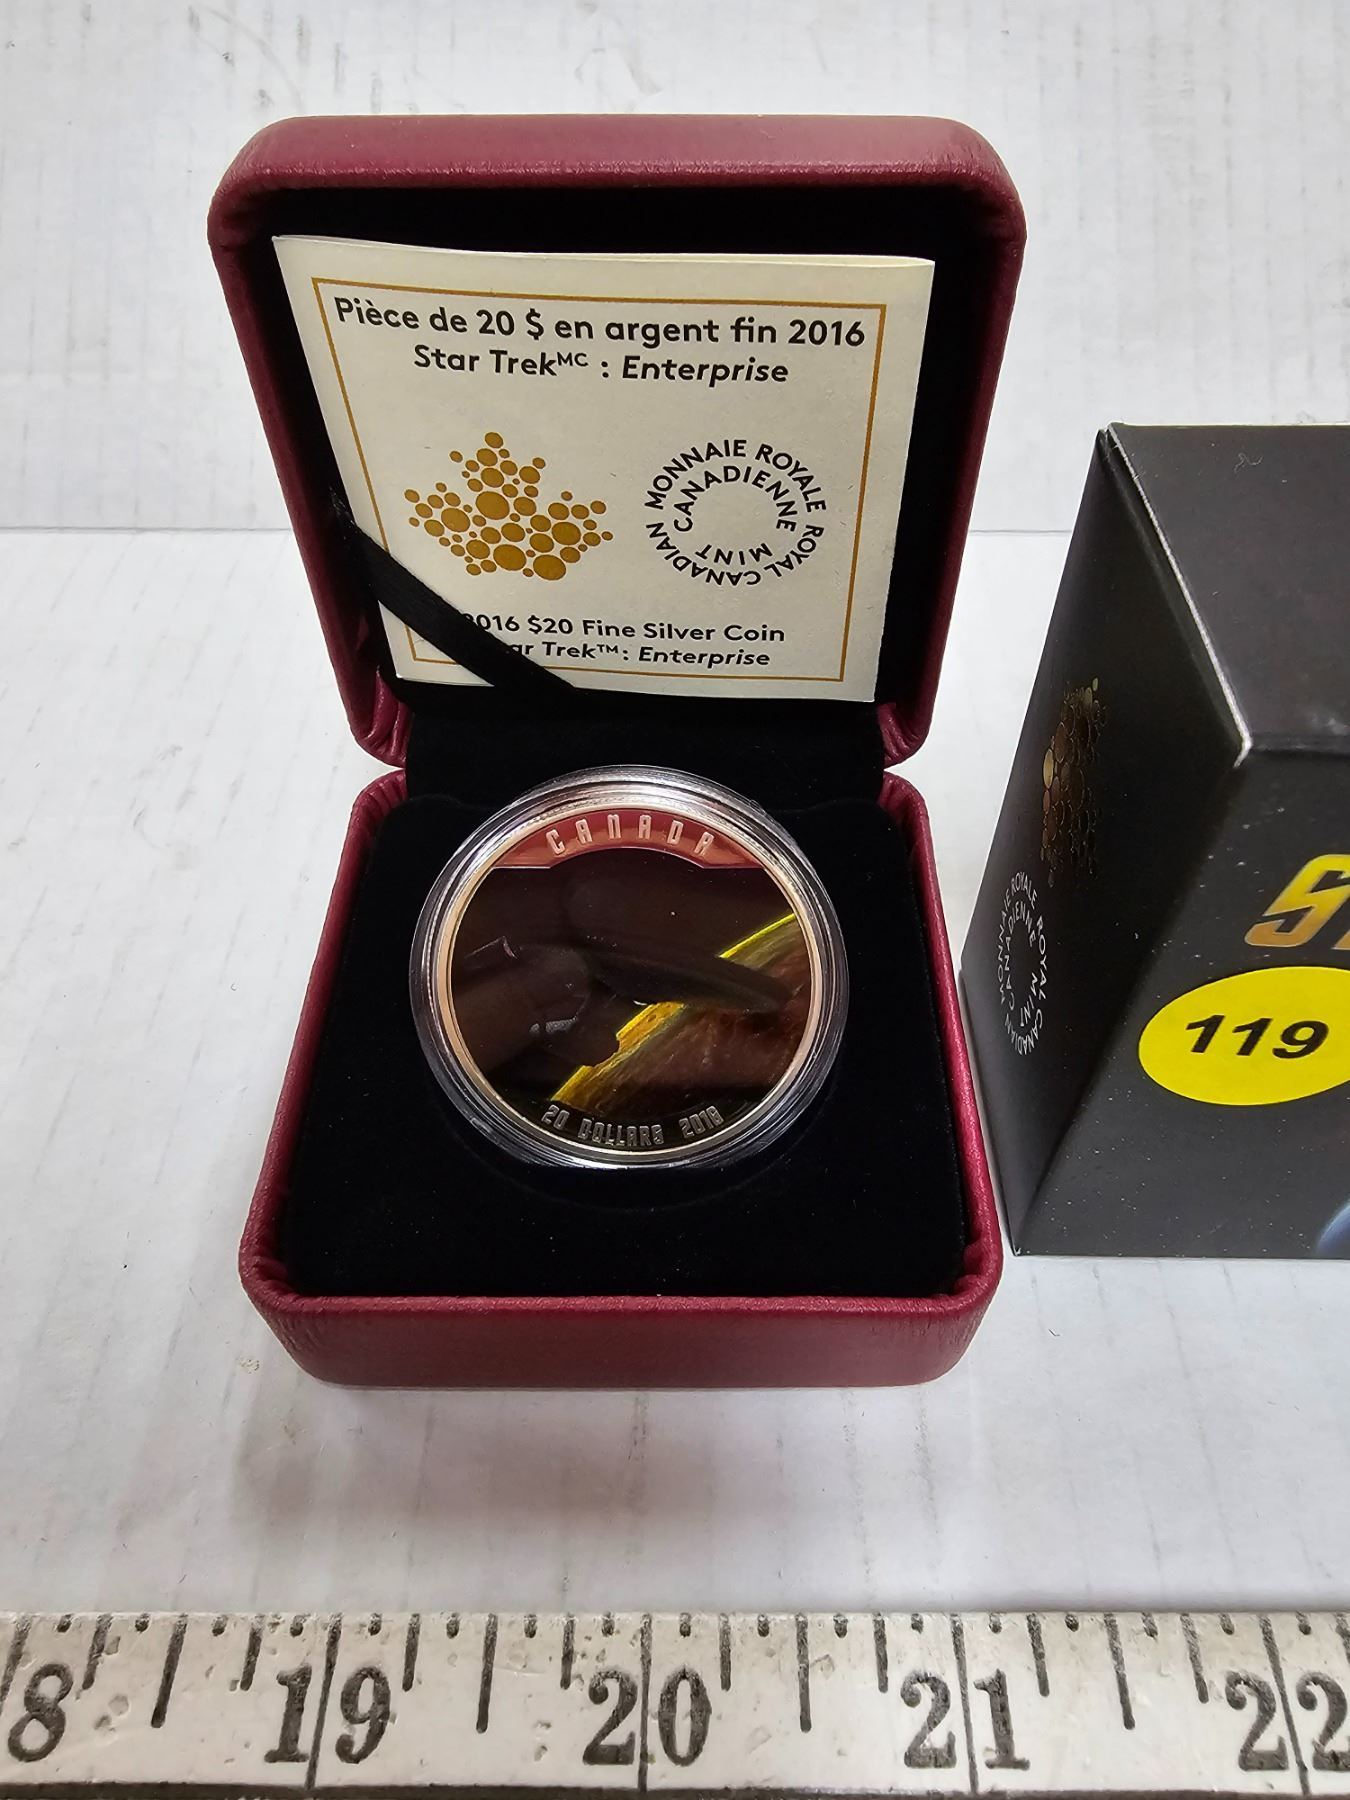 Pièce de 20 $ en argent fin 2016
Star Trekᴹᶜ : Enterprise
MONNAIE ROYALE CANADIENNE
ROYAL CANADIAN MINT
2016 $20 Fine Silver Coin
Trek™: Enterprise
CANADA
20 DOLLARS 2016
MONNAIE ROYALE CANADIENNE
ROYAL MINT
119
19
20
21